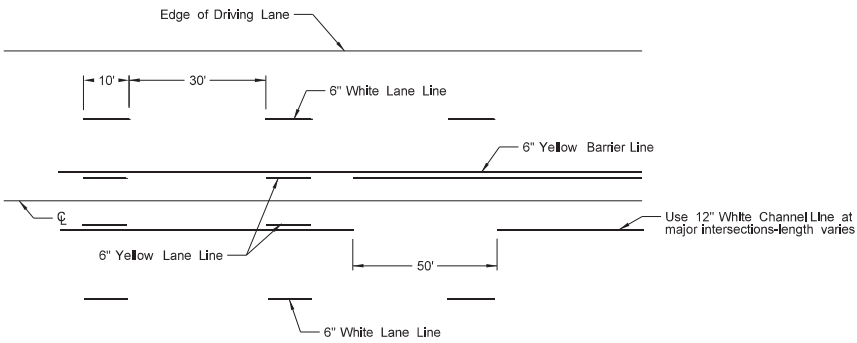 Edge of Driving Lane
10'
30'
6" White Lane Line
6" Yellow Barrier Line
℄
Use 12" White Channel Line at
major intersections-length varies
6" Yellow Lane Line
50'
6" White Lane Line